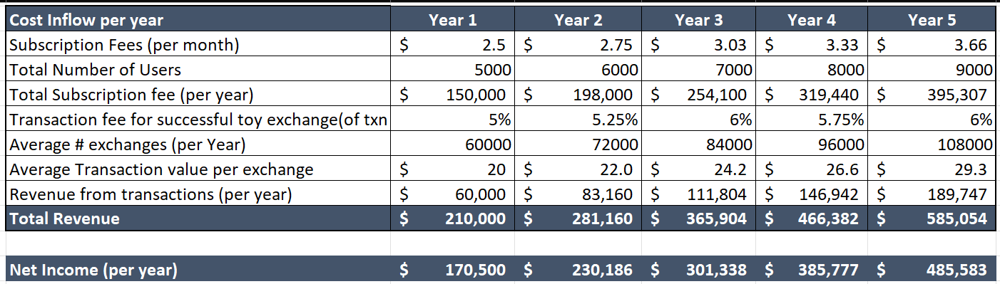 Cost Inflow per year Year 1 Year 2 Year 3 Year 4 Year 5
Subscription Fees (per month) $ 2.5 $ 2.75 $ 3.03 $ 3.33 $ 3.66
Total Number of Users 5000 6000 7000 8000 9000
Total Subscription fee (per year) $ 150,000 $ 198,000 $ 254,100 $ 319,440 $ 395,307
Transaction fee for successful toy exchange(of txn 5% 5.25% 6% 5.75% 6%
Average # exchanges (per Year) 60000 72000 84000 96000 108000
Average Transaction value per exchange $ 20 $ 22.0 $ 24.2 $ 26.6 $ 29.3
Revenue from transactions (per year) $ 60,000 $ 83,160 $ 111,804 $ 146,942 $ 189,747
Total Revenue $ 210,000 $ 281,160 $ 365,904 $ 466,382 $ 585,054
Net Income (per year) $ 170,500 $ 230,186 $ 301,338 $ 385,777 $ 485,583